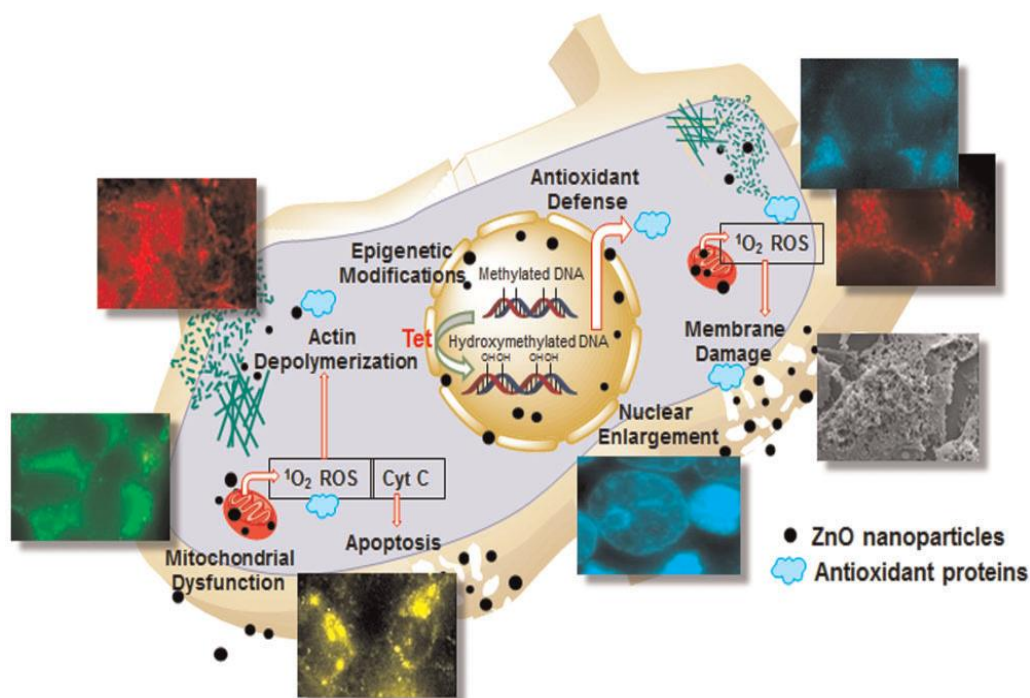 Antioxidant
Defense
¹O₂ ROS
Epigenetic
Modifications
Methylated DNA
Tet
Hydroxymethylated DNA
OH OH OH OH
Actin
Depolymerization
Membrane
Damage
Nuclear
Enlargement
¹O₂ ROS
Cyt C
Apoptosis
Mitochondrial
Dysfunction
ZnO nanoparticles
Antioxidant proteins